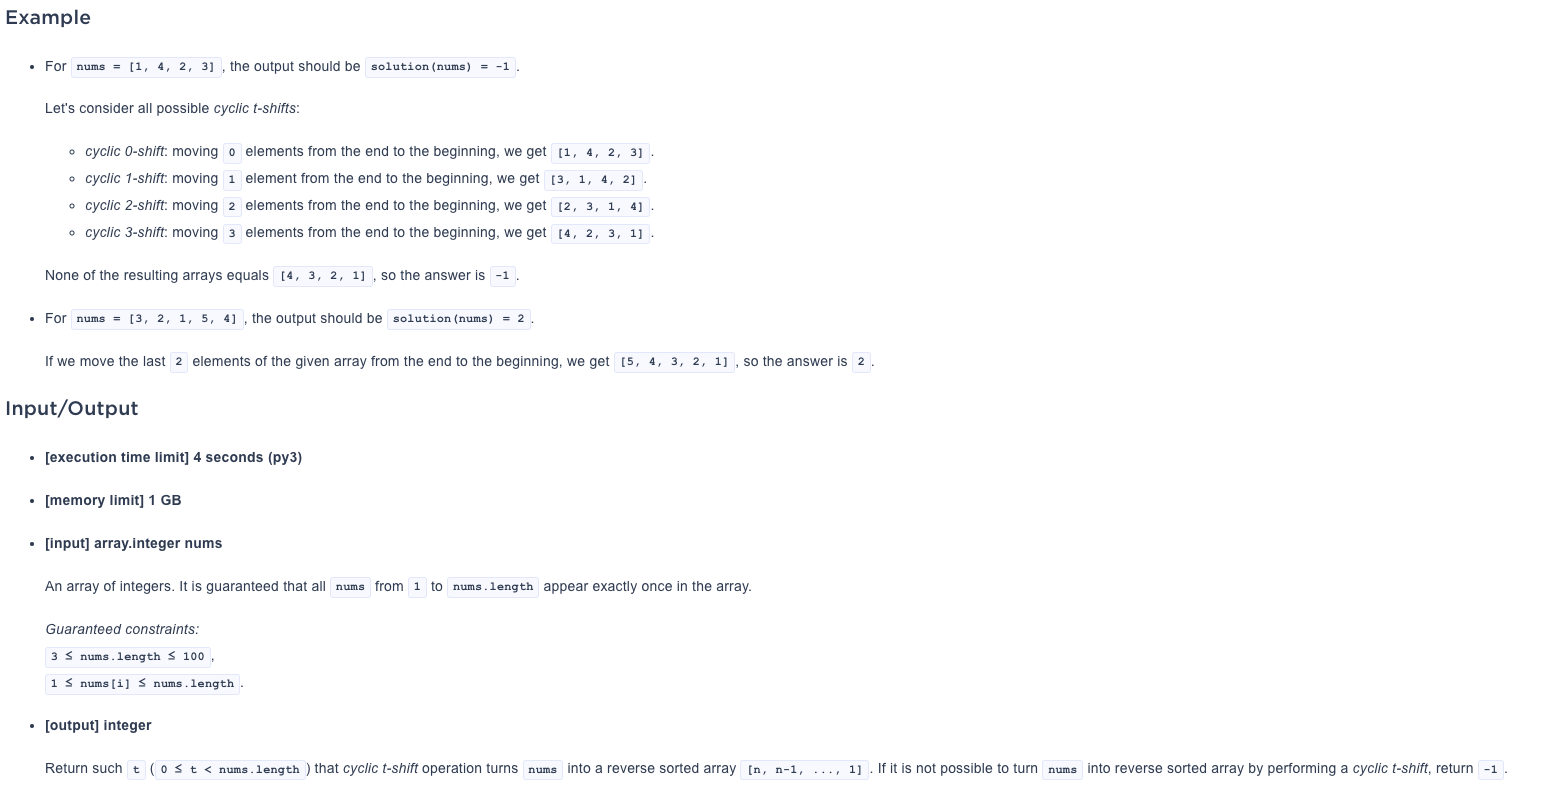 Example
• For nums = [1, 4, 2, 3], the output should be solution(nums) = -1.
Let's consider all possible cyclic t-shifts:
◦ cyclic 0-shift: moving 0 elements from the end to the beginning, we get [1, 4, 2, 3].
◦ cyclic 1-shift: moving 1 element from the end to the beginning, we get [3, 1, 4, 2].
◦ cyclic 2-shift: moving 2 elements from the end to the beginning, we get [2, 3, 1, 4].
◦ cyclic 3-shift: moving 3 elements from the end to the beginning, we get [4, 2, 3, 1].
None of the resulting arrays equals [4, 3, 2, 1], so the answer is -1.
• For nums = [3, 2, 1, 5, 4], the output should be solution(nums) = 2.
If we move the last 2 elements of the given array from the end to the beginning, we get [5, 4, 3, 2, 1], so the answer is 2.
Input/Output
• [execution time limit] 4 seconds (py3)
• [memory limit] 1 GB
• [input] array.integer nums
An array of integers. It is guaranteed that all nums from 1 to nums.length appear exactly once in the array.
Guaranteed constraints:
3 ≤ nums.length ≤ 100,
1 ≤ nums[i] ≤ nums.length.
• [output] integer
Return such t (0 ≤ t < nums.length) that cyclic t-shift operation turns nums into a reverse sorted array [n, n-1, ..., 1]. If it is not possible to turn nums into reverse sorted array by performing a cyclic t-shift, return -1.